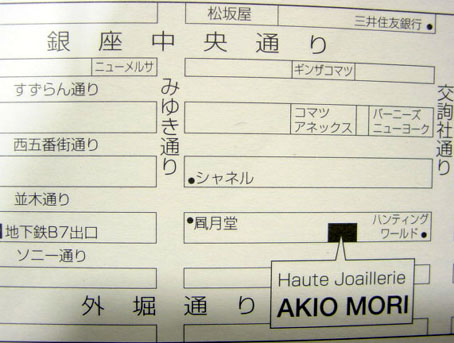 松坂屋
三井住友銀行
銀座中央通り
ニューメルサ
ギンザコマツ
すずらん通り
みゆき通り
交詢社通り
コマツ
アネックス
バーニーズ
ニューヨーク
西五番街通り
シャネル
並木通り
地下鉄B7出口
凮月堂
ハンティング
ワールド
ソニー通り
Haute Joaillerie
AKIO MORI
外堀通り